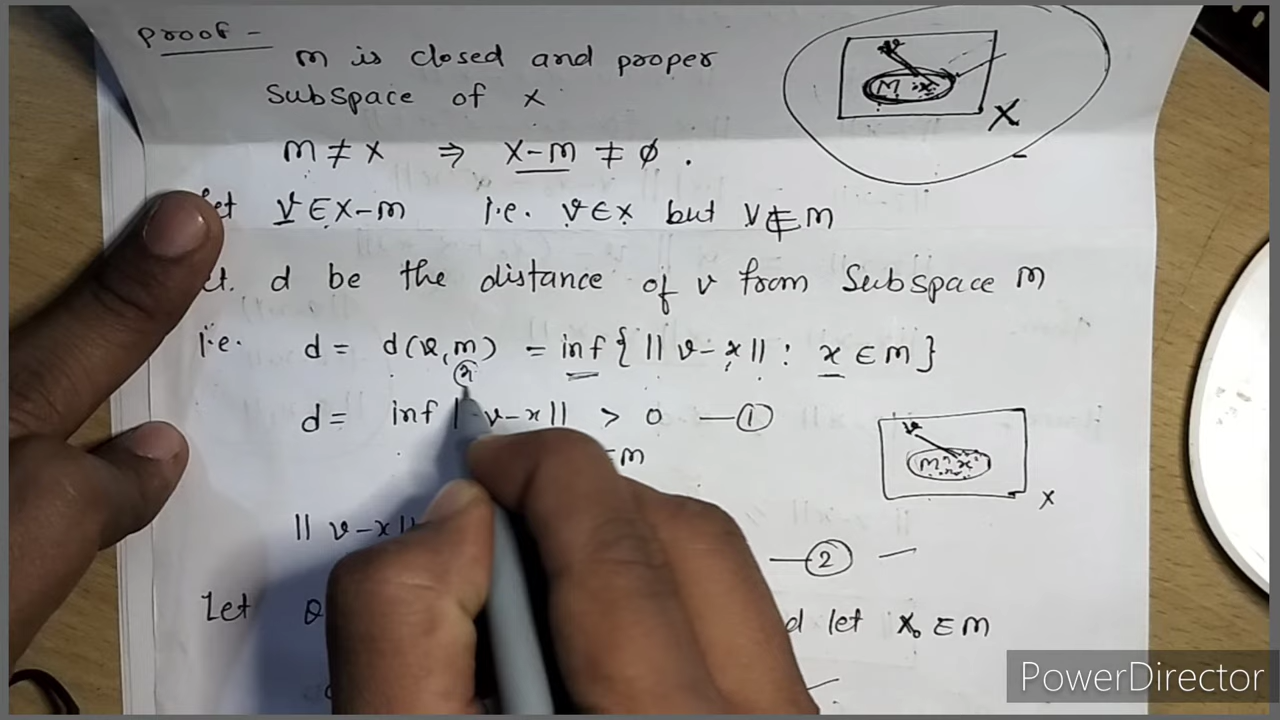 Proof -
M is closed and proper
Subspace of X
M ≠ X ⇒ X-M ≠ ϕ .
V ∈ X-M i.e. v ∈ X but V ∉ M
d be the distance of v from Subspace M
i.e. d = d(v, M) = inf { || v-x || : x ∈ M }
x
d = inf || v-x || > 0 — 1
M
|| v-x ||
— 2 —
Let
let x₀ ∈ M
v
M x
X
v
M x
X
PowerDirector